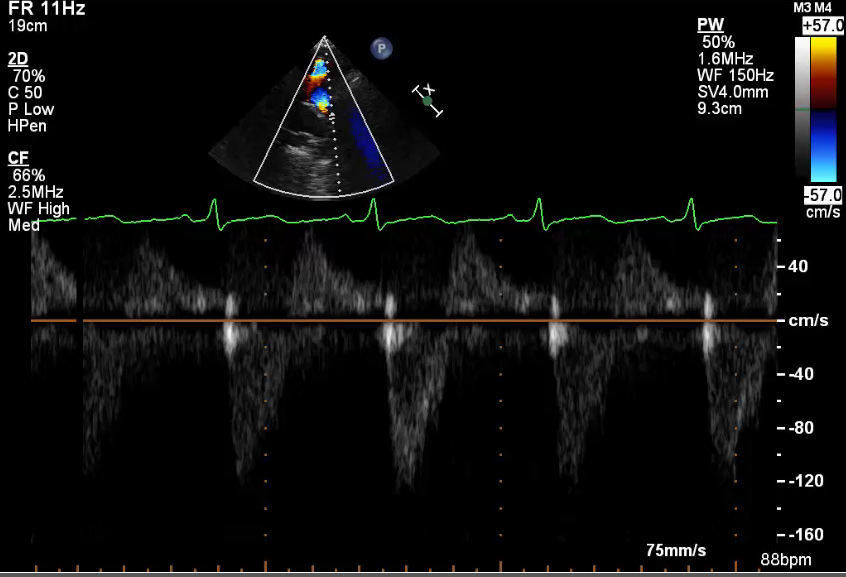 FR 11Hz
19cm
2D
70%
C 50
P Low
HPen
CF
66%
2.5MHz
WF High
Med
P
X
PW
50%
1.6MHz
WF 150Hz
SV4.0mm
9.3cm
M3 M4
+57.0
-57.0
cm/s
40
cm/s
-40
-80
-120
-160
75mm/s
88bpm